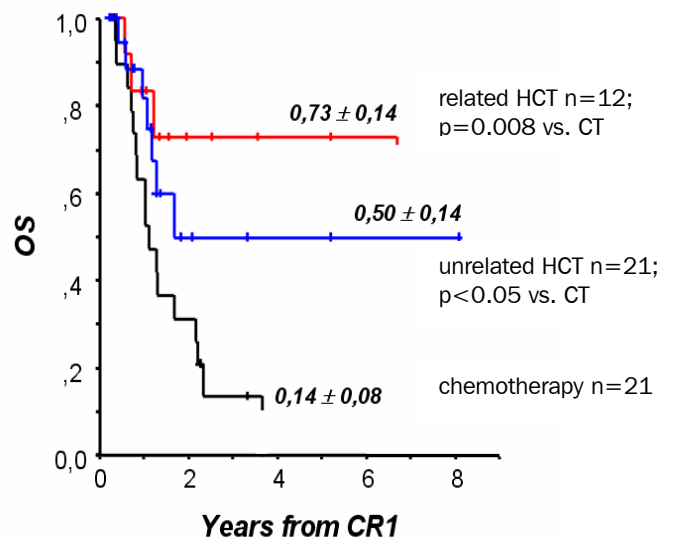 1,0
,8
,6
,4
,2
0,0
OS
0
2
4
6
8
Years from CR1
0,73 ± 0,14
related HCT n=12;
p=0.008 vs. CT
0,50 ± 0,14
unrelated HCT n=21;
p<0.05 vs. CT
0,14 ± 0,08
chemotherapy n=21